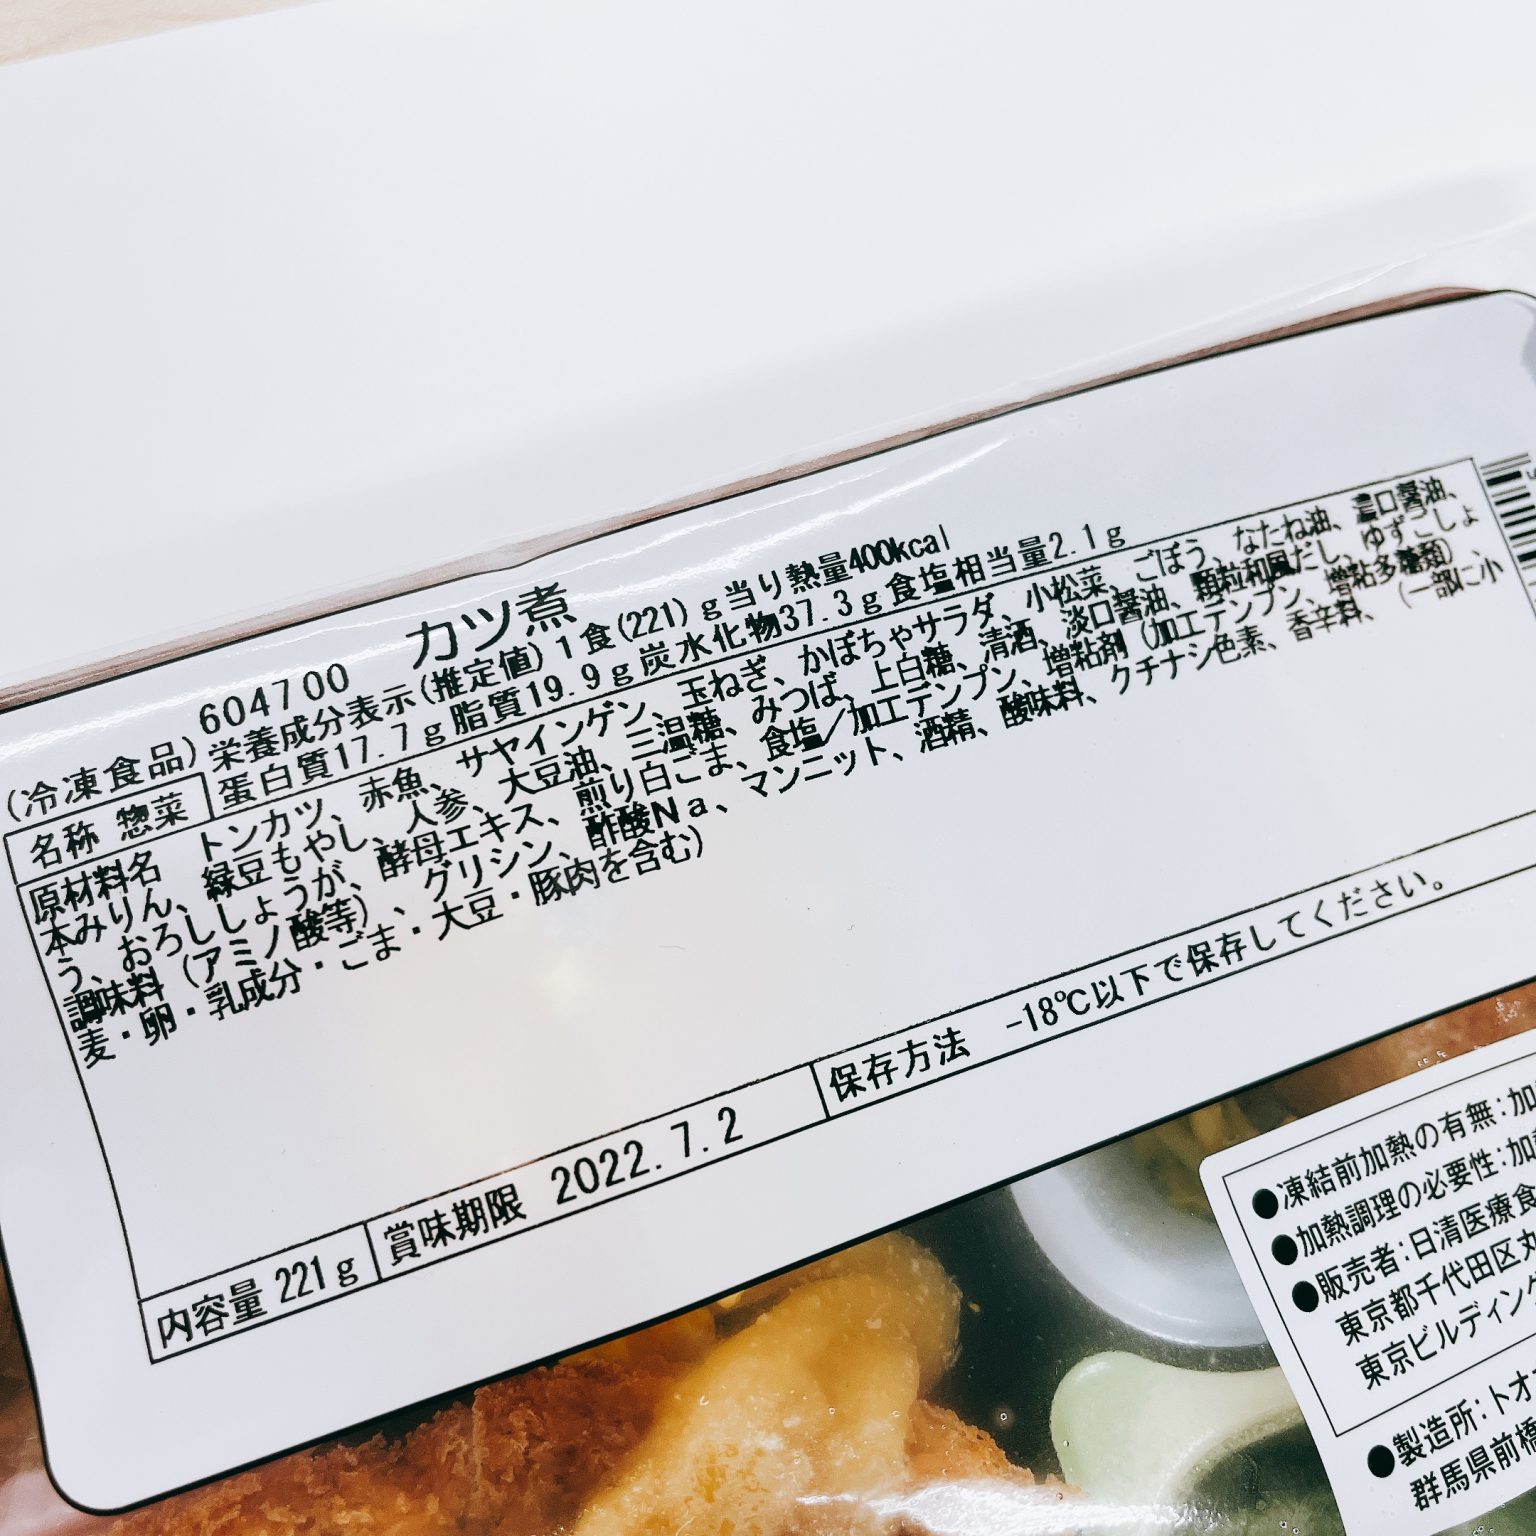 604700 カツ煮
(冷凍食品) 栄養成分表示(推定値) 1食(221)g当り熱量400kcal
名称 惣菜 蛋白質17.7g脂質19.9g炭水化物37.3g食塩相当量2.1g
原材料名 トンカツ、赤魚、サヤインゲン、玉ねぎ、かぼちゃサラダ、小松菜、ごぼう、なたね油、濃口醤油、
本みりん、緑豆もやし、人参、大豆油、三温糖、みつば、上白糖、清酒、淡口醤油、顆粒和風だし、ゆずこしょ
う、おろししょうが、酵母エキス、煎り白ごま、食塩/加工デンプン、増粘剤(加工デンプン、増粘多糖類)、
調味料(アミノ酸等)、グリシン、酢酸Na、マンニット、酒精、酸味料、クチナシ色素、香辛料、(一部に小
麦・卵・乳成分・ごま・大豆・豚肉を含む)
内容量 221g 賞味期限 2022.7.2 保存方法 -18℃以下で保存してください。
●凍結前加熱の有無:加
●加熱調理の必要性:加
●販売者:日清医療食
東京都千代田区丸
東京ビルディング
●製造所:トオ
群馬県前橋